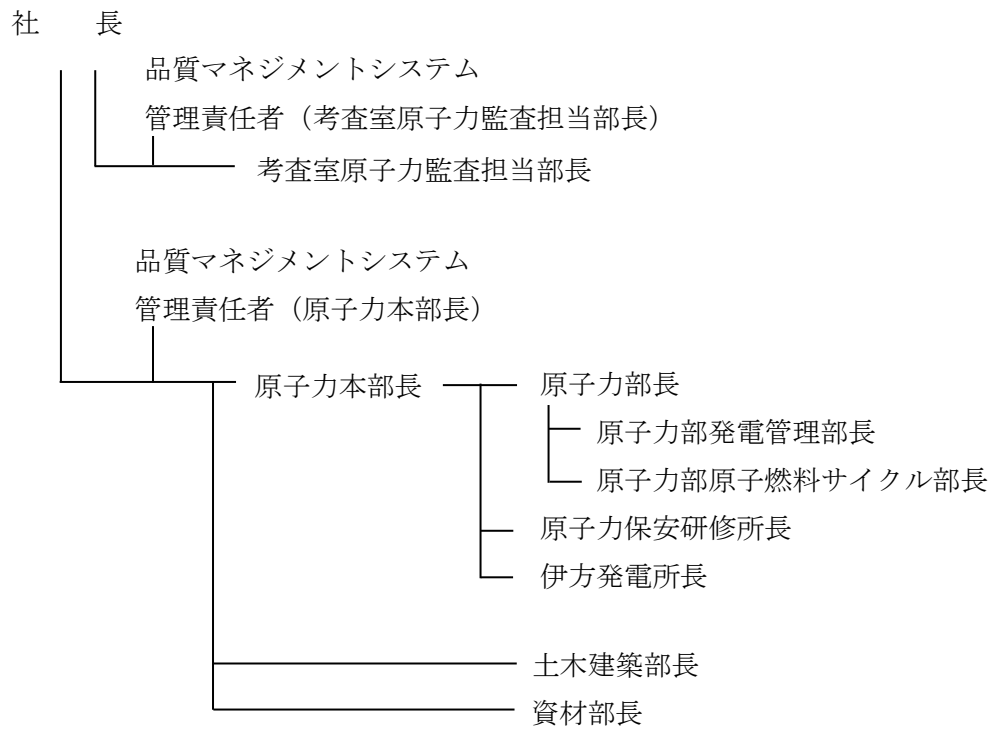 社　　長
品質マネジメントシステム
管理責任者（考査室原子力監査担当部長）
考査室原子力監査担当部長
品質マネジメントシステム
管理責任者（原子力本部長）
原子力本部長
原子力部長
原子力部発電管理部長
原子力部原子燃料サイクル部長
原子力保安研修所長
伊方発電所長
土木建築部長
資材部長